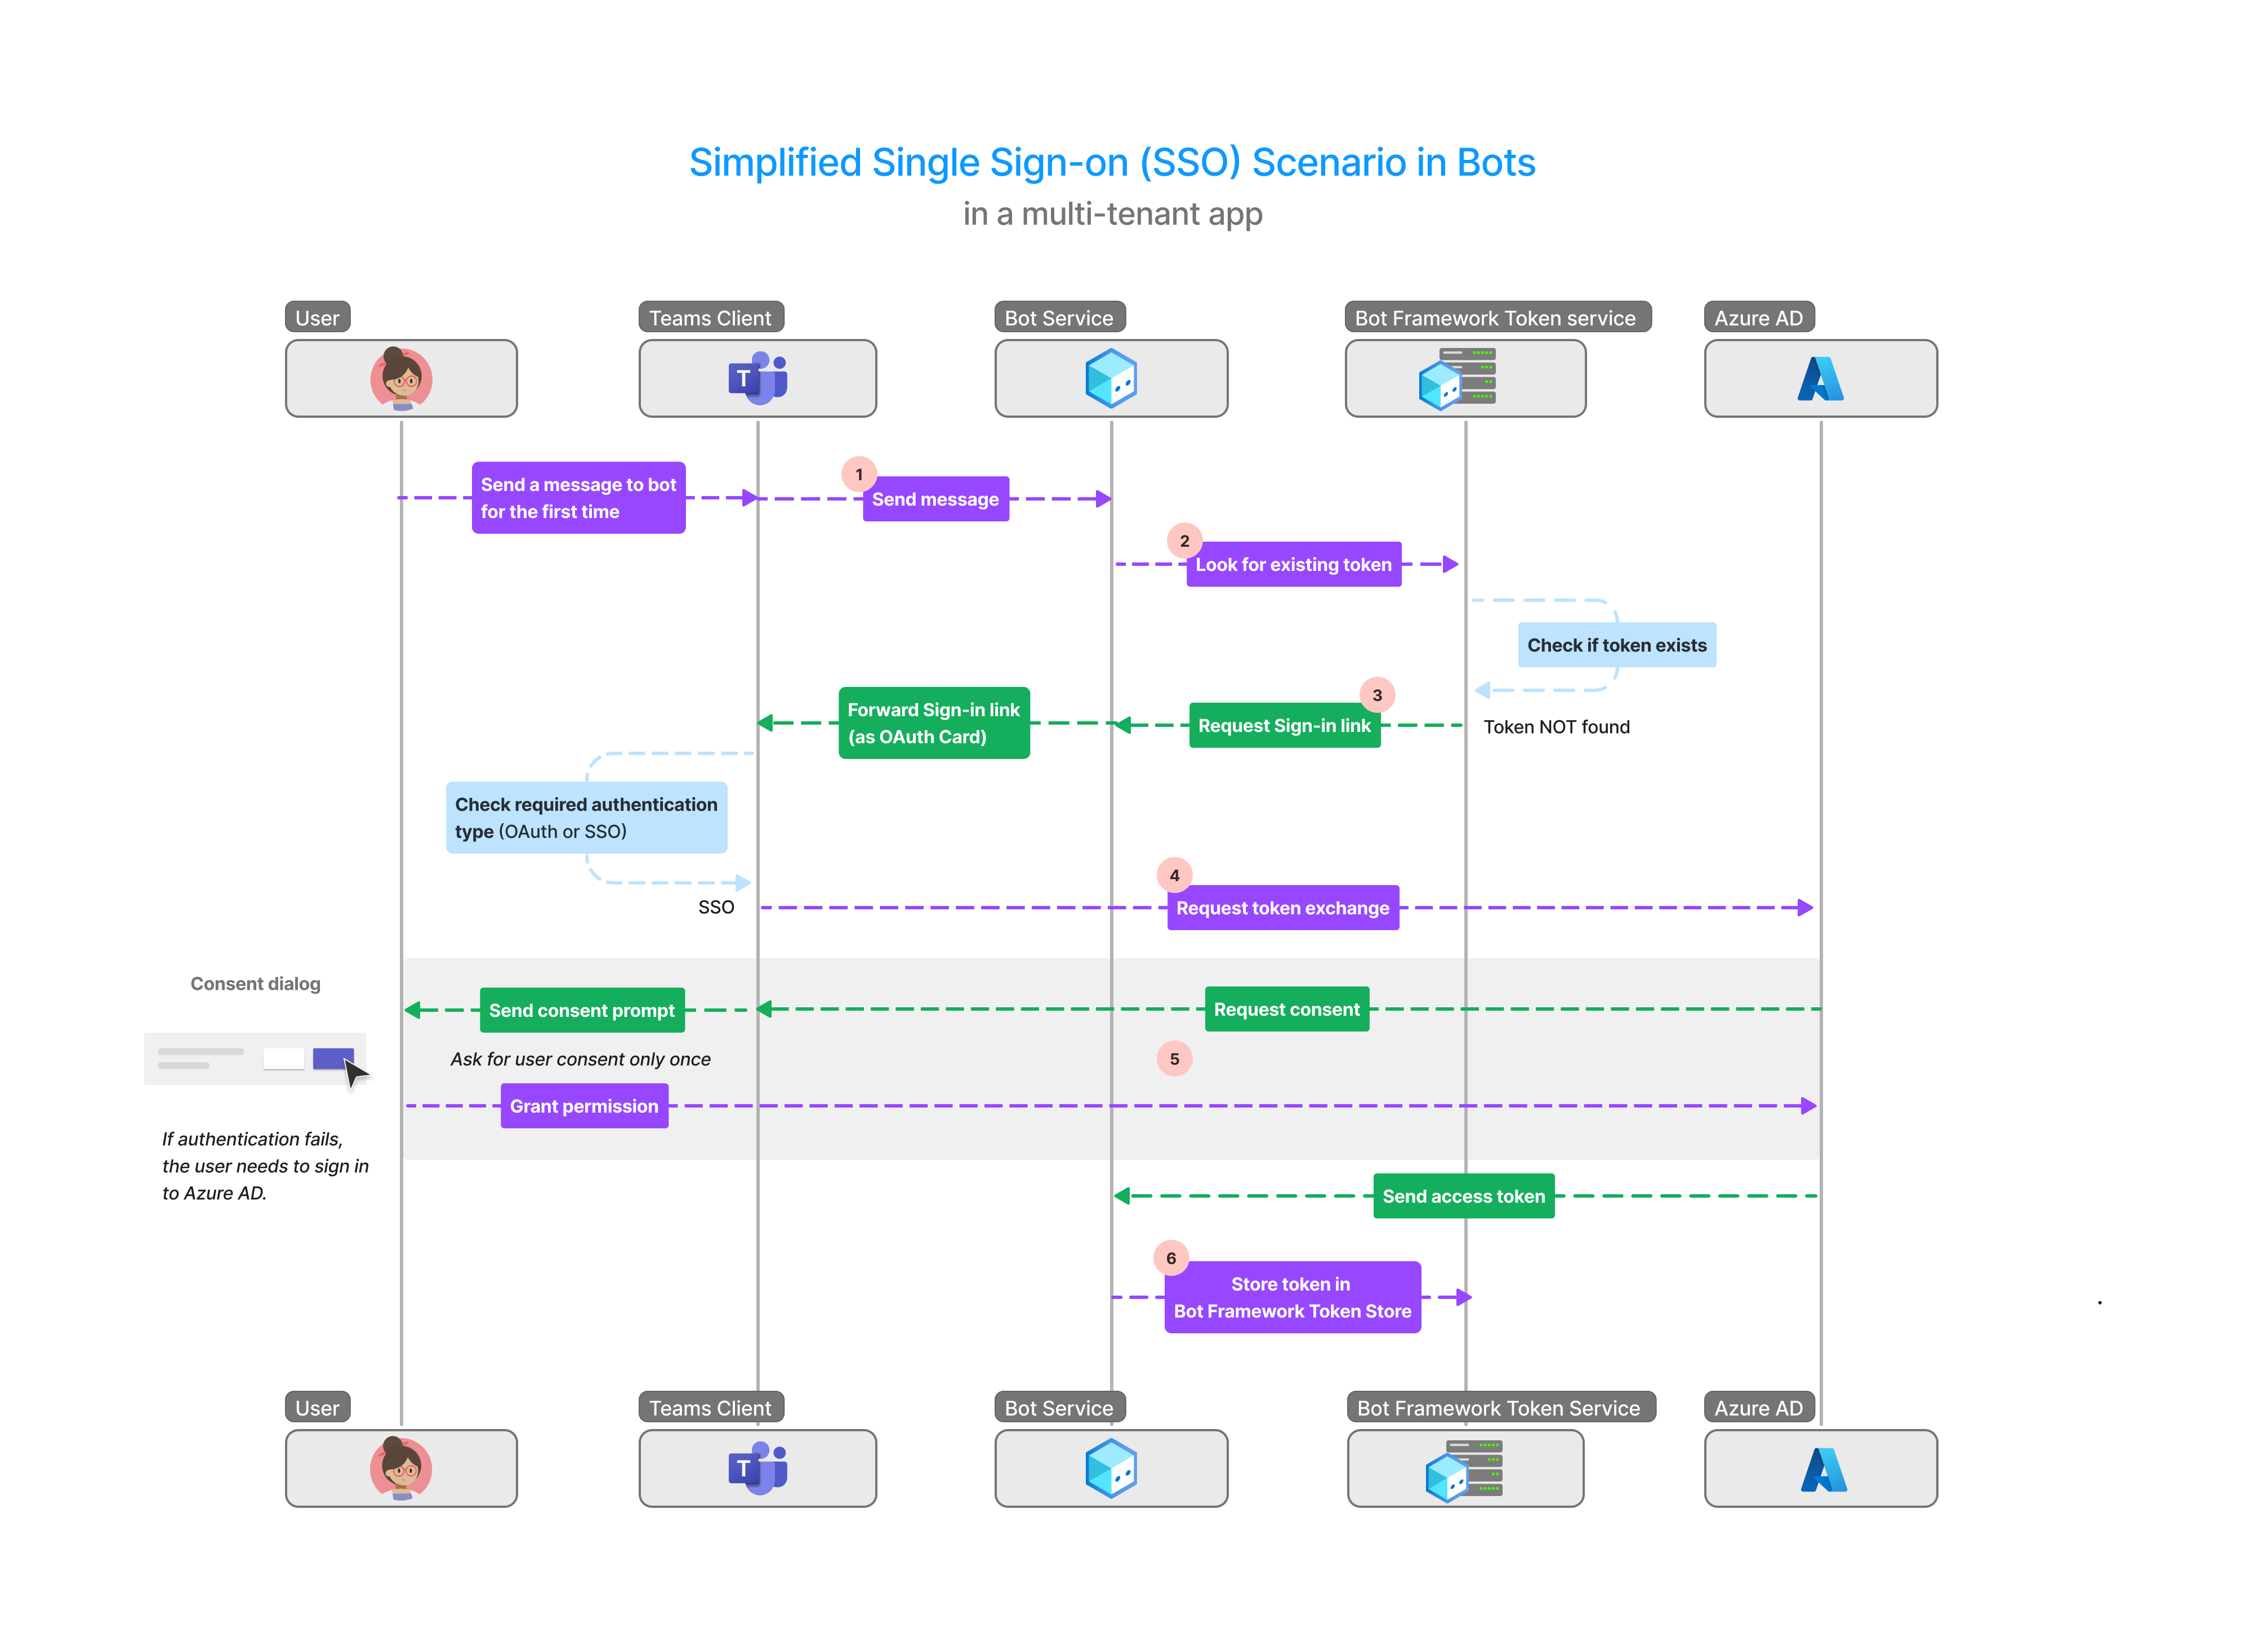 Simplified Single Sign-on (SSO) Scenario in Bots
in a multi-tenant app
User
Teams Client
Bot Service
Bot Framework Token service
Azure AD
T
Send a message to bot
for the first time
1
Send message
2
Look for existing token
Check if token exists
3
Forward Sign-in link
(as OAuth Card)
Request Sign-in link
Token NOT found
Check required authentication
type (OAuth or SSO)
4
SSO
Request token exchange
Consent dialog
Send consent prompt
Request consent
Ask for user consent only once
5
Grant permission
If authentication fails,
the user needs to sign in
to Azure AD.
Send access token
6
Store token in
Bot Framework Token Store
.
User
Teams Client
Bot Service
Bot Framework Token Service
Azure AD
T